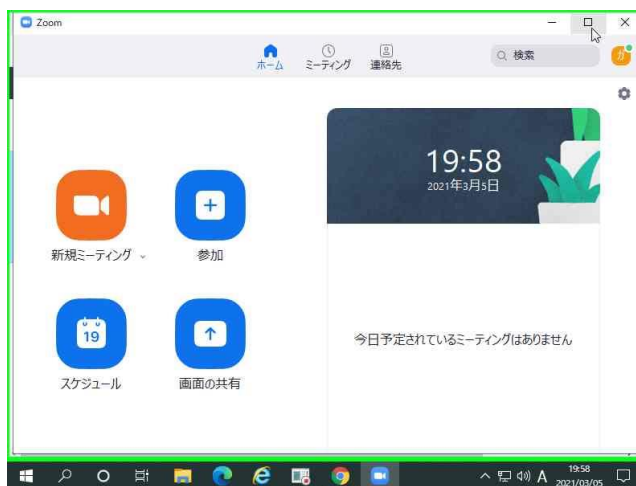 Zoom
ホーム
ミーティング
連絡先
検索
ガ
19:58
2021年3月5日
新規ミーティング
参加
19
スケジュール
画面の共有
今日予定されているミーティングはありません
A
19:58
2021/03/05